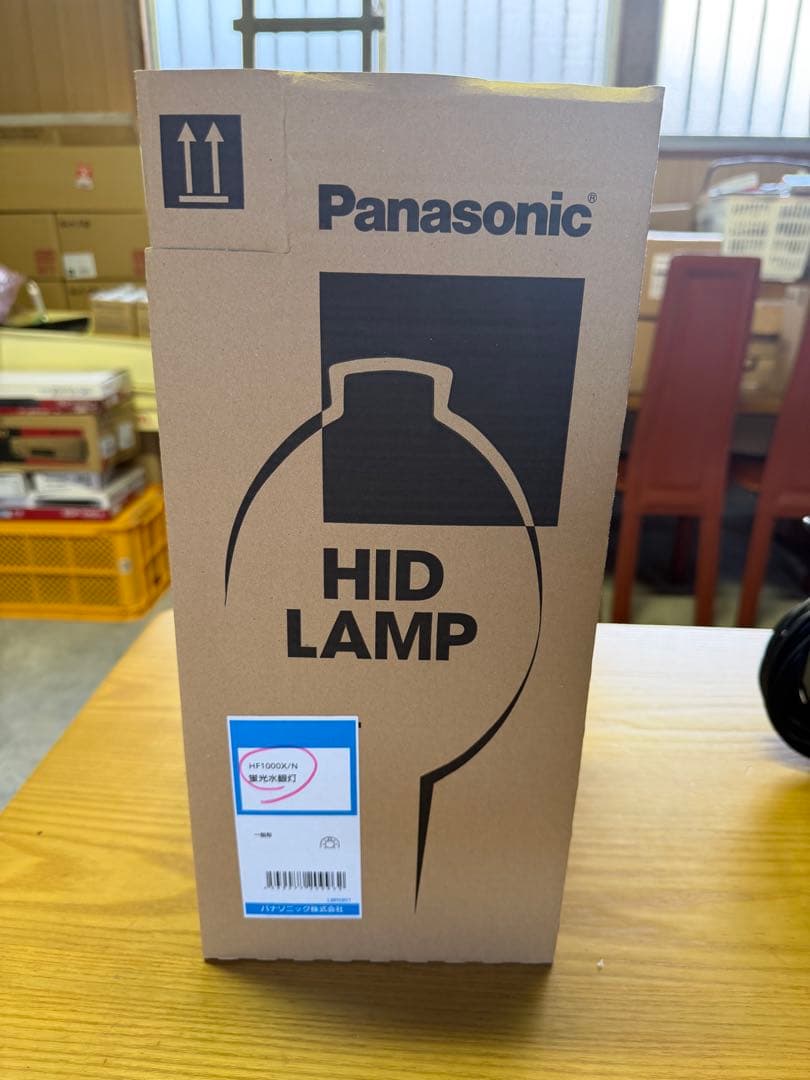 Panasonic®
HID
LAMP
HF1000X/N
蛍光水銀灯
一般形
パナソニック株式会社